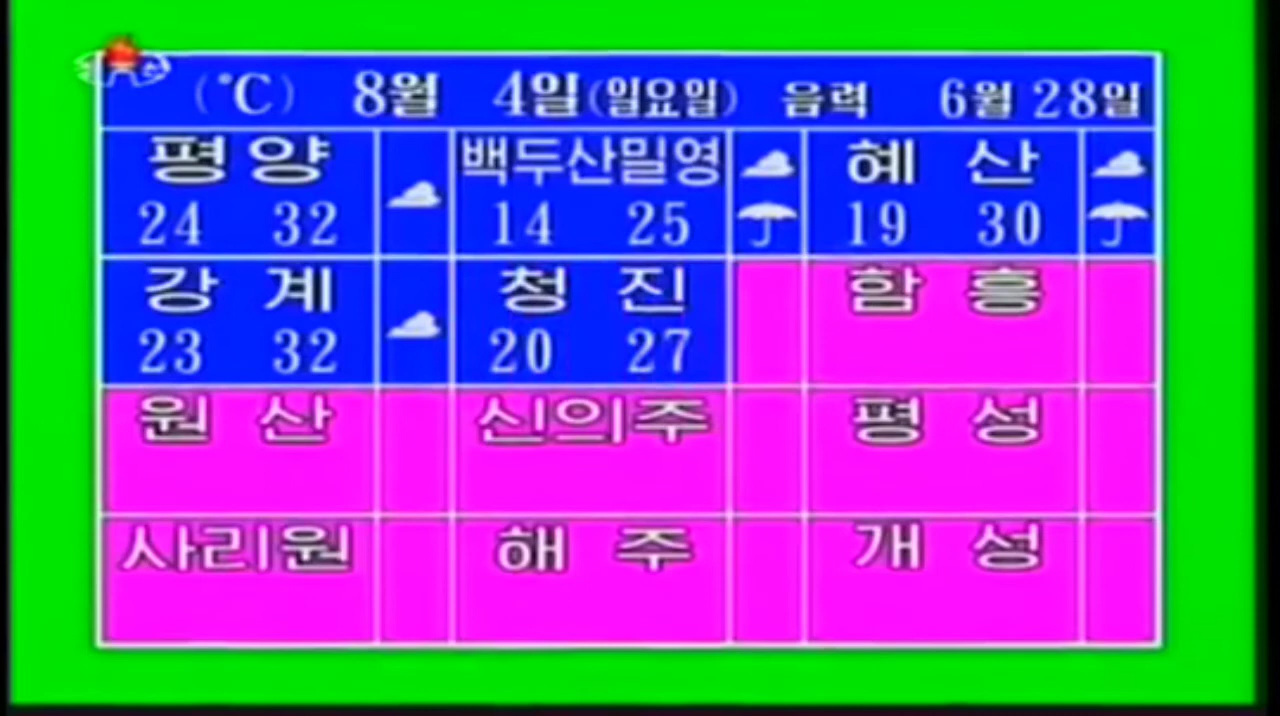 (℃) 8월 4일(일요일) 음력 6월 28일
평양 백두산밀영 혜산
24 32 14 25 19 30
강계 청진 함흥
23 32 20 27
원산 신의주 평성
사리원 해주 개성